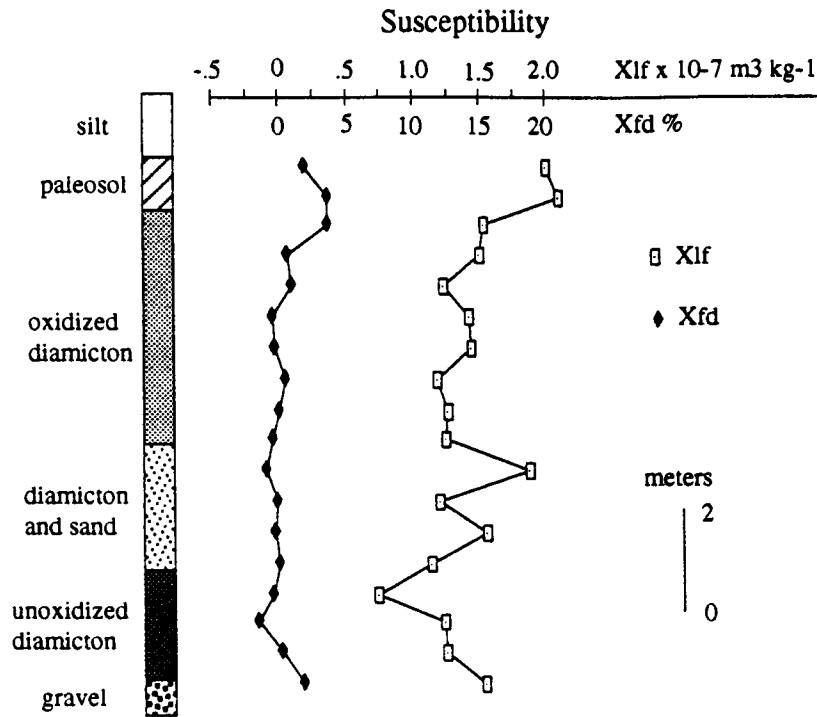 Susceptibility
-.5 0 .5 1.0 1.5 2.0 Xlf x 10-7 m3 kg-1
0 5 10 15 20 Xfd %
silt
paleosol
oxidized
diamicton
diamicton
and sand
unoxidized
diamicton
gravel
Xlf
Xfd
meters
2
0